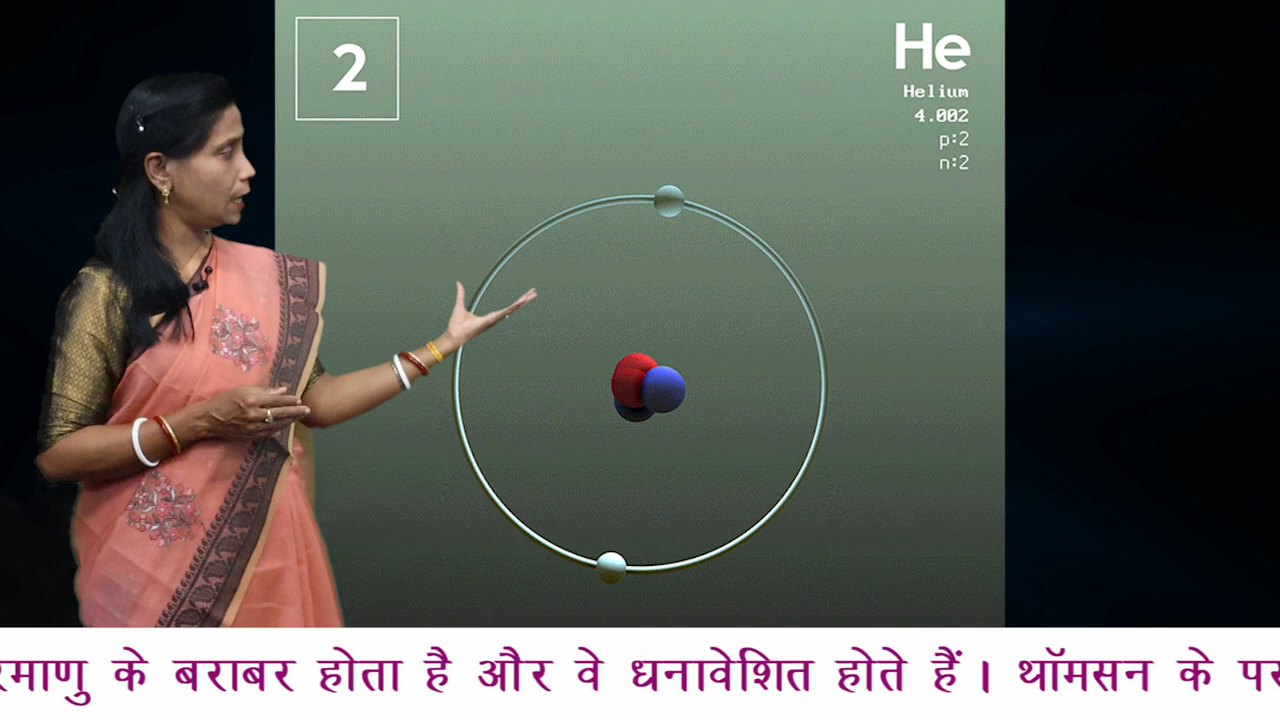 2
He
Helium
4.002
p:2
n:2
के बराबर होता है और वे धनावेशित होते हैं । थॉमसन के